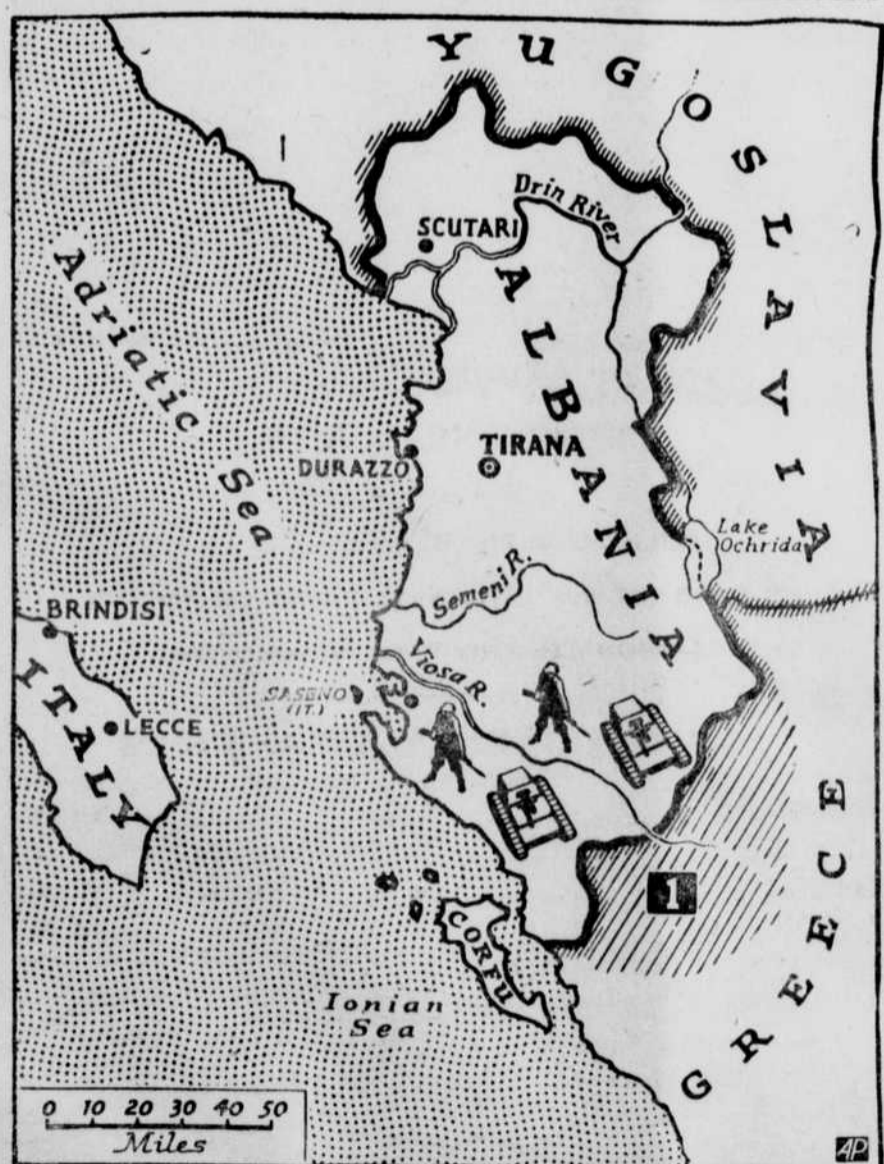 YUGOSLAVIA
Drin River
SCUTARI
ALBANIA
Adriatic Sea
TIRANA
DURAZZO
Lake
Ochrida
Semeni R.
BRINDISI
Viosa R.
SASENO
(IT.)
ITALY
LECCE
1
GREECE
CORFU
Ionian
Sea
0 10 20 30 40 50
Miles
AP